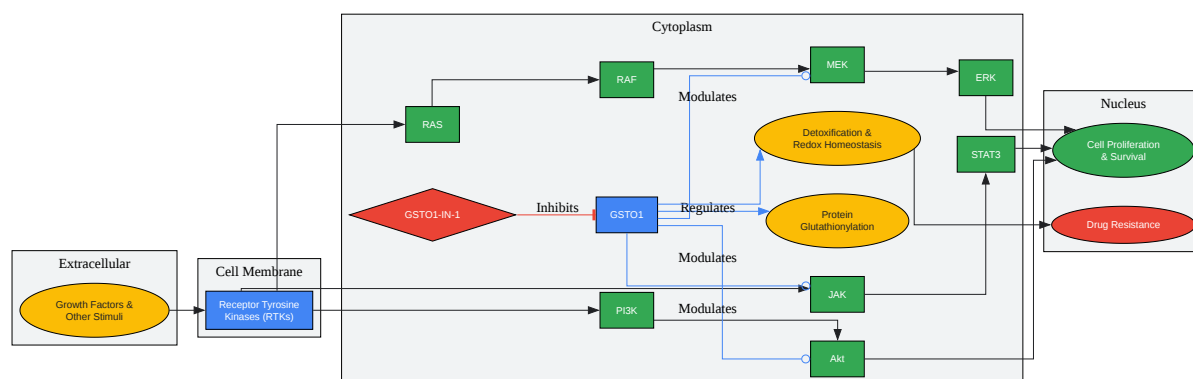 Cytoplasm
MEK
RAF
ERK
Modulates
Nucleus
RAS
Detoxification &
Redox Homeostasis
Cell Proliferation
& Survival
STAT3
GSTO1-IN-1
Inhibits
GSTO1
Regulates
Protein
Glutathionylation
Drug Resistance
Extracellular
Cell Membrane
Modulates
Growth Factors &
Other Stimuli
Receptor Tyrosine
Kinases (RTKs)
JAK
PI3K
Modulates
Akt